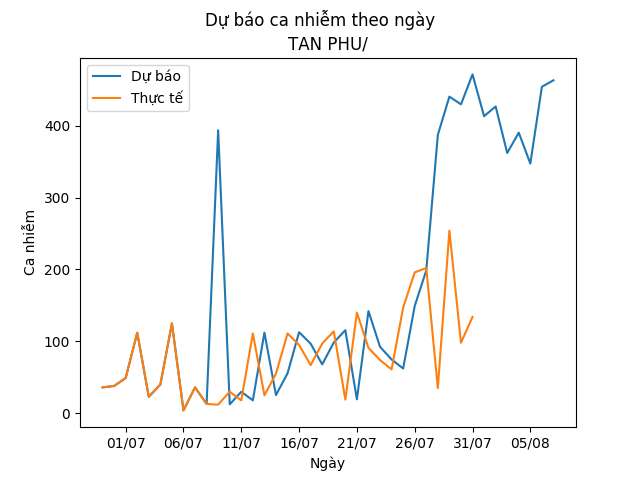 Dự báo ca nhiễm theo ngày
TAN PHU/
Dự báo
Thực tế
Ca nhiễm
400
300
200
100
0
01/07 06/07 11/07 16/07 21/07 26/07 31/07 05/08
Ngày